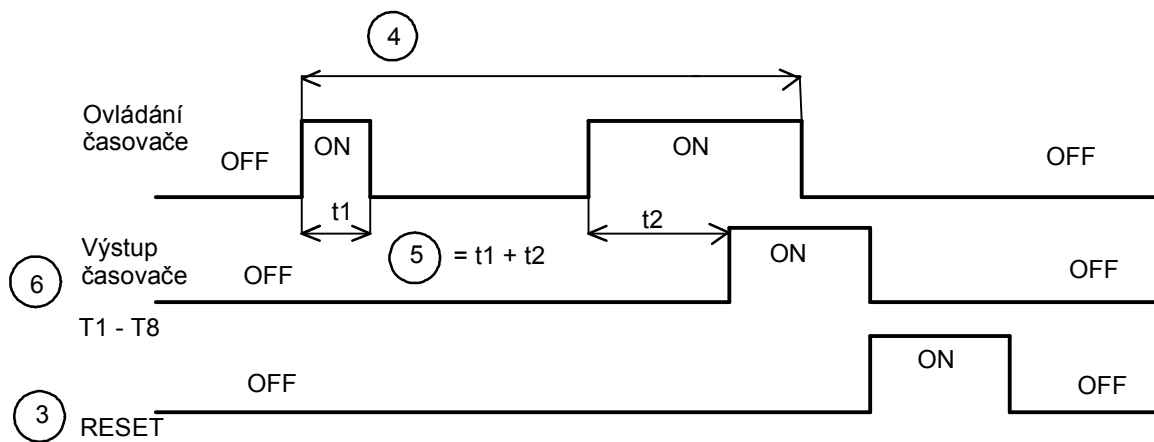 4
Ovládání
časovače
OFF
ON
ON
OFF
t1
t2
Výstup
časovače
5
= t1 + t2
ON
6
OFF
OFF
T1 - T8
ON
OFF
OFF
3
RESET